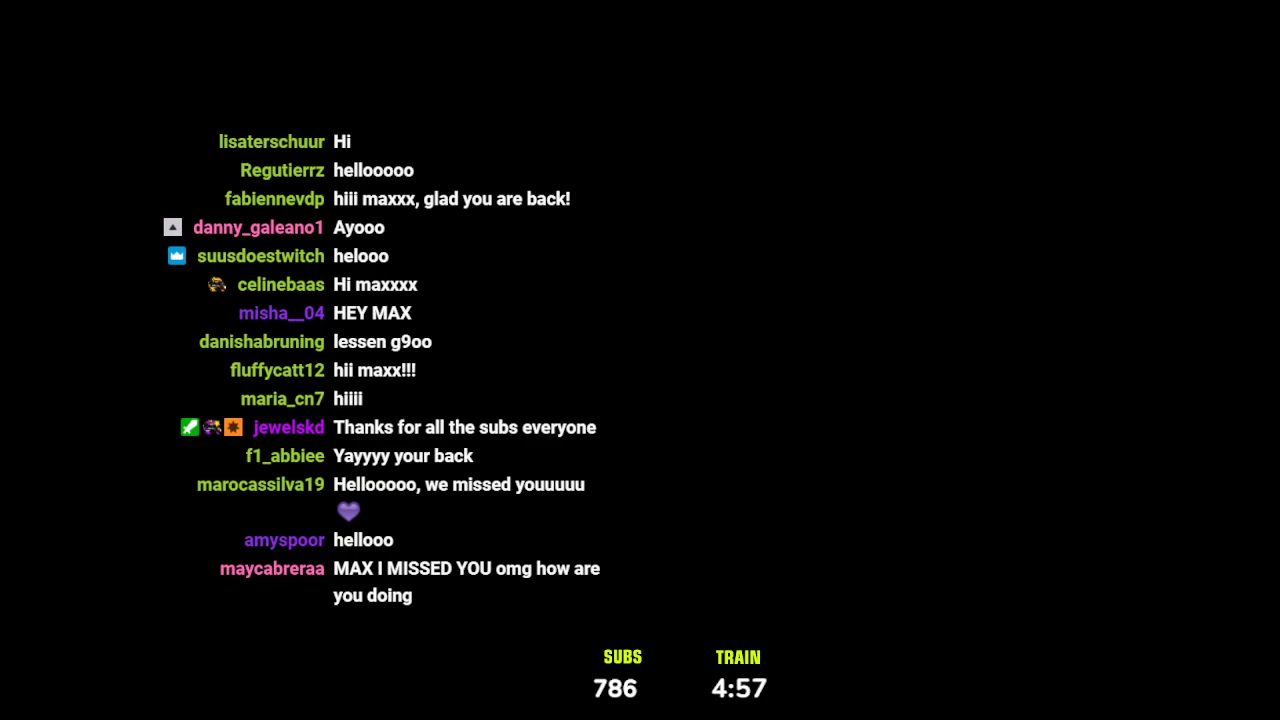 lisaterschuur Hi
Regutierrz hellooooo
fabiennevdp hiii maxxx, glad you are back!
danny_galeano1 Ayooo
suusdoestwitch helooo
celinebaas Hi maxxxx
misha__04 HEY MAX
danishabruning lessen g9oo
fluffycatt12 hii maxx!!!
maria_cn7 hiiii
jewelskd Thanks for all the subs everyone
f1_abbiee Yayyyy your back
marocassilva19 Hellooooo, we missed youuuuu
amyspoor hellooo
maycabreraa MAX I MISSED YOU omg how are
you doing
SUBS TRAIN
786 4:57